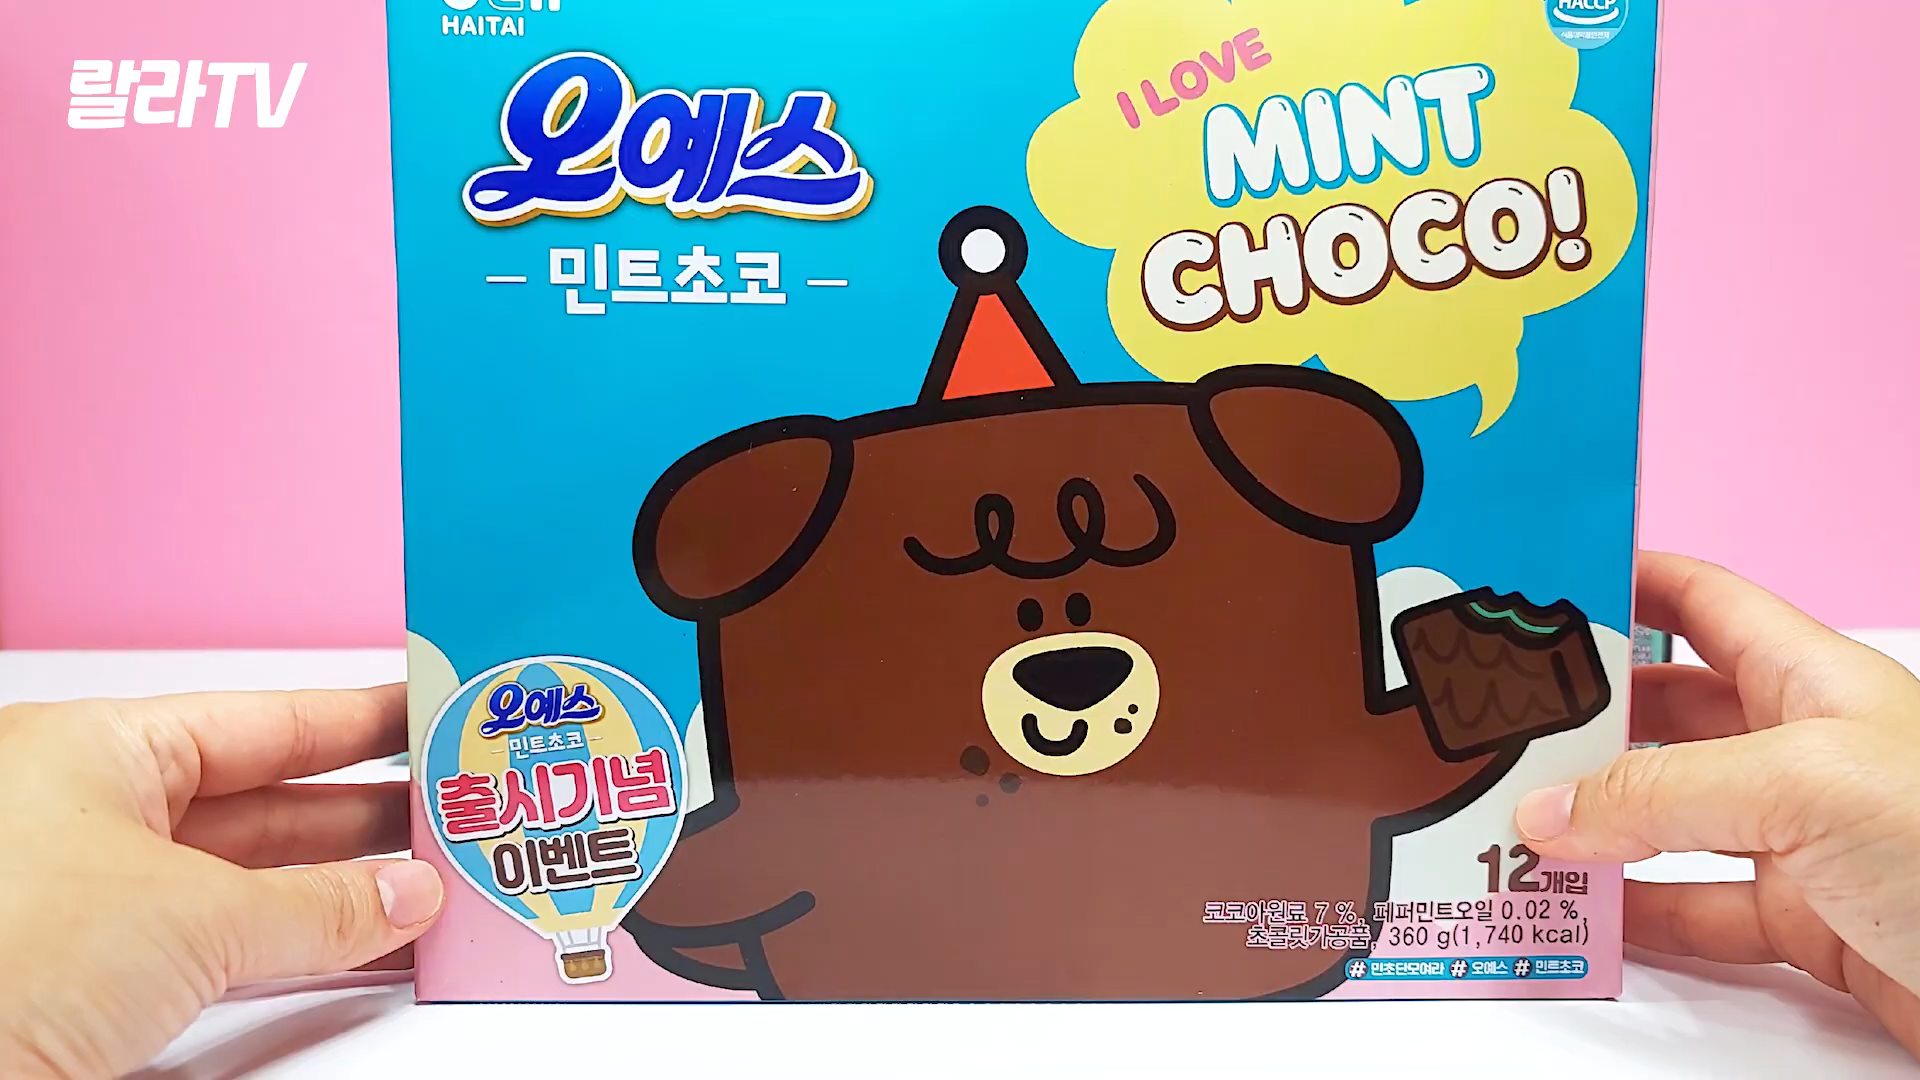 랄라TV
HAITAI
오예스
민트초코
I LOVE
MINT
CHOCO!
HACCP
오예스
민트초코
출시기념
이벤트
12개입
코코아원료 7 %, 페퍼민트오일 0.02 %,
초콜릿가공품, 360 g(1,740 kcal)
# 민초단모여라 # 오예스 # 민트초코